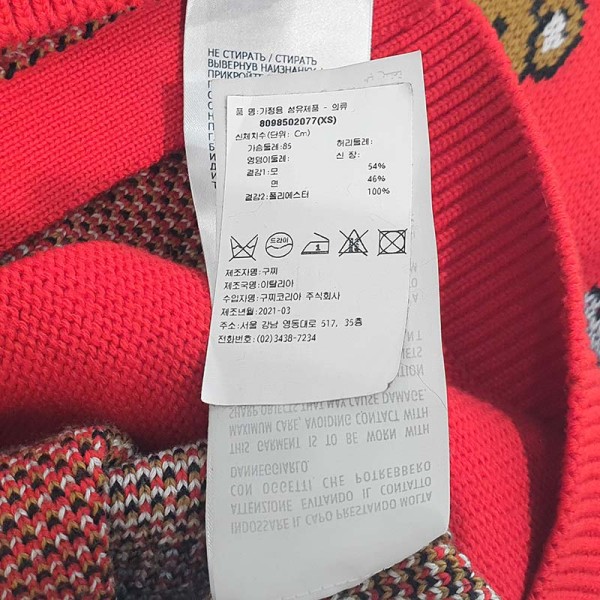 НЕ СТИРАТЬ / СТИРАТЬ
ВЫВЕРНУВ НАИЗНАНКУ
ПРИКРОЙТЕ
품 명:가정용 섬유제품 - 의류
8098502077(XS)
신체치수(단위: Cm)
가슴둘레:85 허리둘레:
엉덩이둘레: 신 장:
겉감1:모 54%
면 46%
겉감2:폴리에스터 100%
드라이
1
제조자명:구찌
제조국명:이탈리아
수입자명:구찌코리아 주식회사
제조년월:2021-03
주소:서울 강남 영동대로 517, 35층
전화번호:(02)3438-7234
SHARP OBJECTS THAT MAY CAUSE DAMAGE.
MAXIMUM CARE, AVOIDING CONTACT WITH
THIS GARMENT IS TO BE WORN WITH
DANNEGGIARLO.
CON OGGETTI, CHE POTREBBERO
ATTENZIONE, EVITANDO IL CONTATTO
INDOSSARE IL CAPO PRESTANDO MOLTA